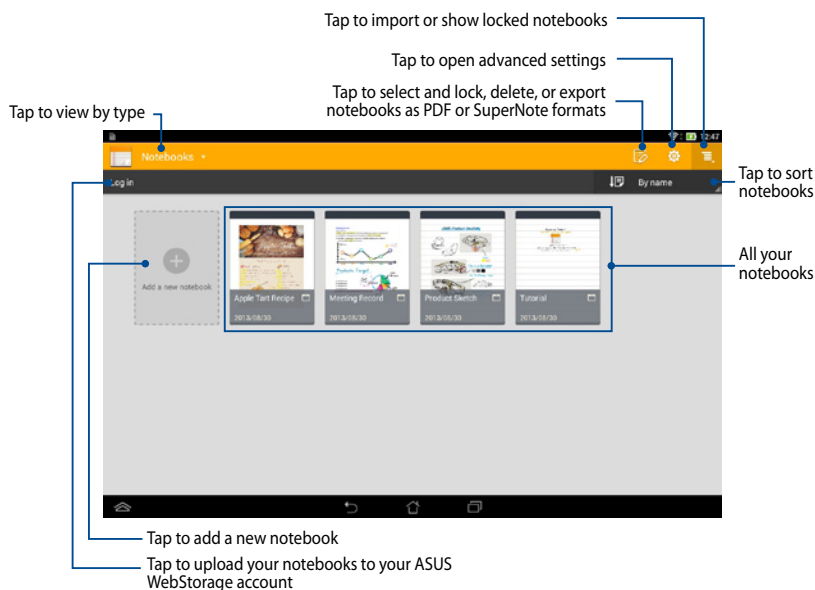 Tap to import or show locked notebooks
Tap to open advanced settings
Tap to select and lock, delete, or export
notebooks as PDF or SuperNote formats
Tap to view by type
12:47
Notebooks
Log in
By name
Tap to sort
notebooks
Add a new notebook
Apple Tart Recipe
2013/08/30
Meeting Record
2013/08/30
Product Sketch
2013/08/30
Tutorial
2013/08/30
All your
notebooks
Tap to add a new notebook
Tap to upload your notebooks to your ASUS
WebStorage account